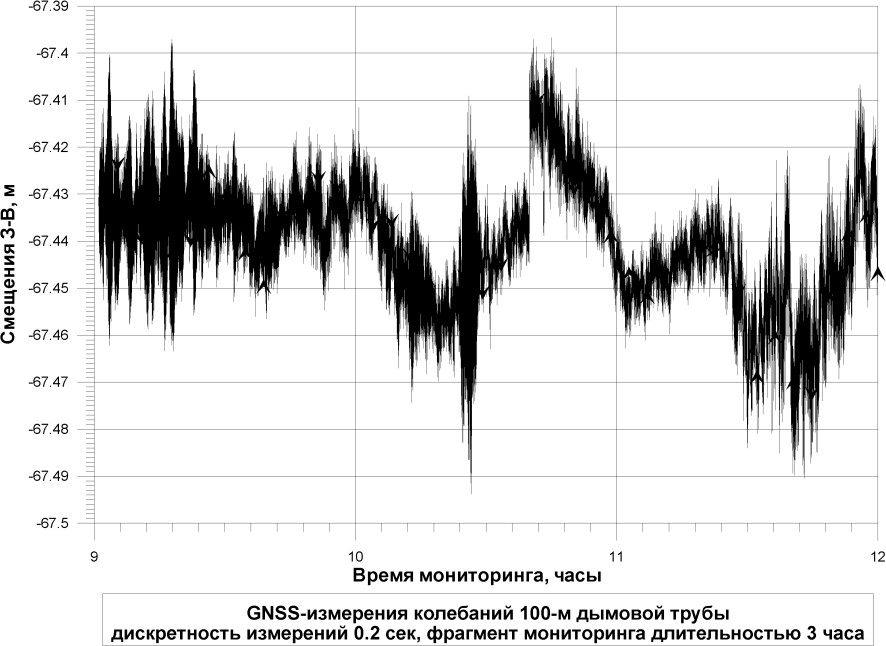 -67.39
-67.4
-67.41
-67.42
-67.43
-67.44
-67.45
-67.46
-67.47
-67.48
-67.49
-67.5
Смещения З-В, м
9 10 11 12
Время мониторинга, часы
GNSS-измерения колебаний 100-м дымовой трубы
дискретность измерений 0.2 сек, фрагмент мониторинга длительностью 3 часа